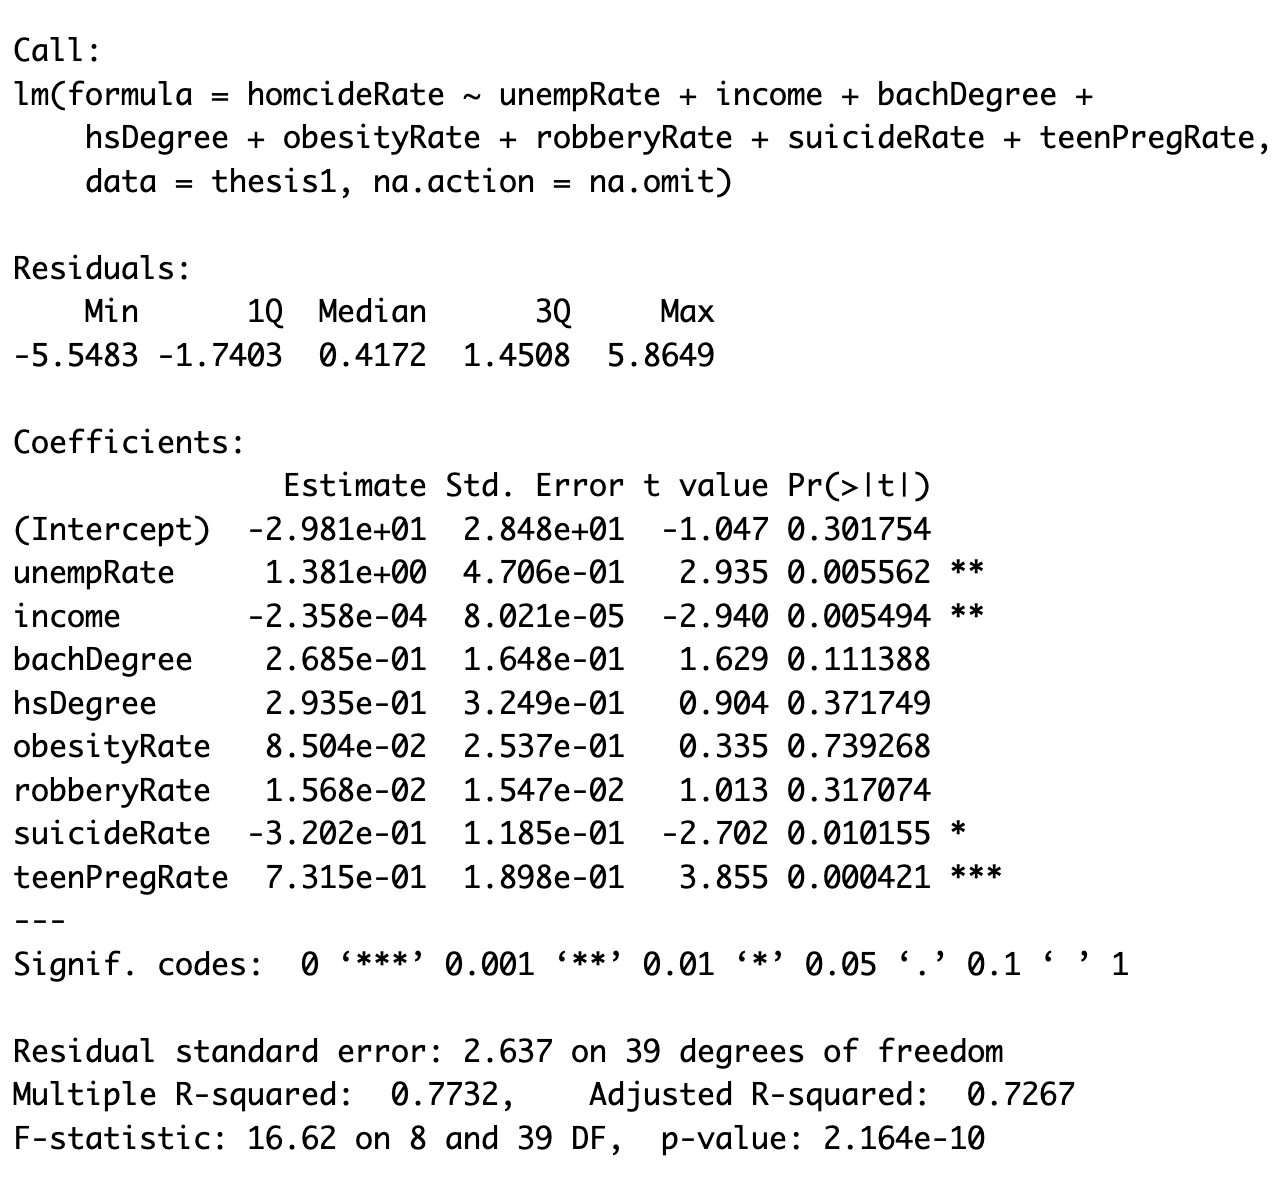 Call:
lm(formula = homcideRate ~ unempRate + income + bachDegree +
    hsDegree + obesityRate + robberyRate + suicideRate + teenPregRate,
    data = thesis1, na.action = na.omit)

Residuals:
    Min      1Q  Median      3Q     Max
-5.5483 -1.7403  0.4172  1.4508  5.8649

Coefficients:
               Estimate Std. Error t value Pr(>|t|)
(Intercept)  -2.981e+01  2.848e+01  -1.047 0.301754
unempRate     1.381e+00  4.706e-01   2.935 0.005562 **
income       -2.358e-04  8.021e-05  -2.940 0.005494 **
bachDegree    2.685e-01  1.648e-01   1.629 0.111388
hsDegree      2.935e-01  3.249e-01   0.904 0.371749
obesityRate   8.504e-02  2.537e-01   0.335 0.739268
robberyRate   1.568e-02  1.547e-02   1.013 0.317074
suicideRate  -3.202e-01  1.185e-01  -2.702 0.010155 *
teenPregRate  7.315e-01  1.898e-01   3.855 0.000421 ***
---
Signif. codes:  0 ‘***’ 0.001 ‘**’ 0.01 ‘*’ 0.05 ‘.’ 0.1 ‘ ’ 1

Residual standard error: 2.637 on 39 degrees of freedom
Multiple R-squared:  0.7732,    Adjusted R-squared:  0.7267
F-statistic: 16.62 on 8 and 39 DF,  p-value: 2.164e-10